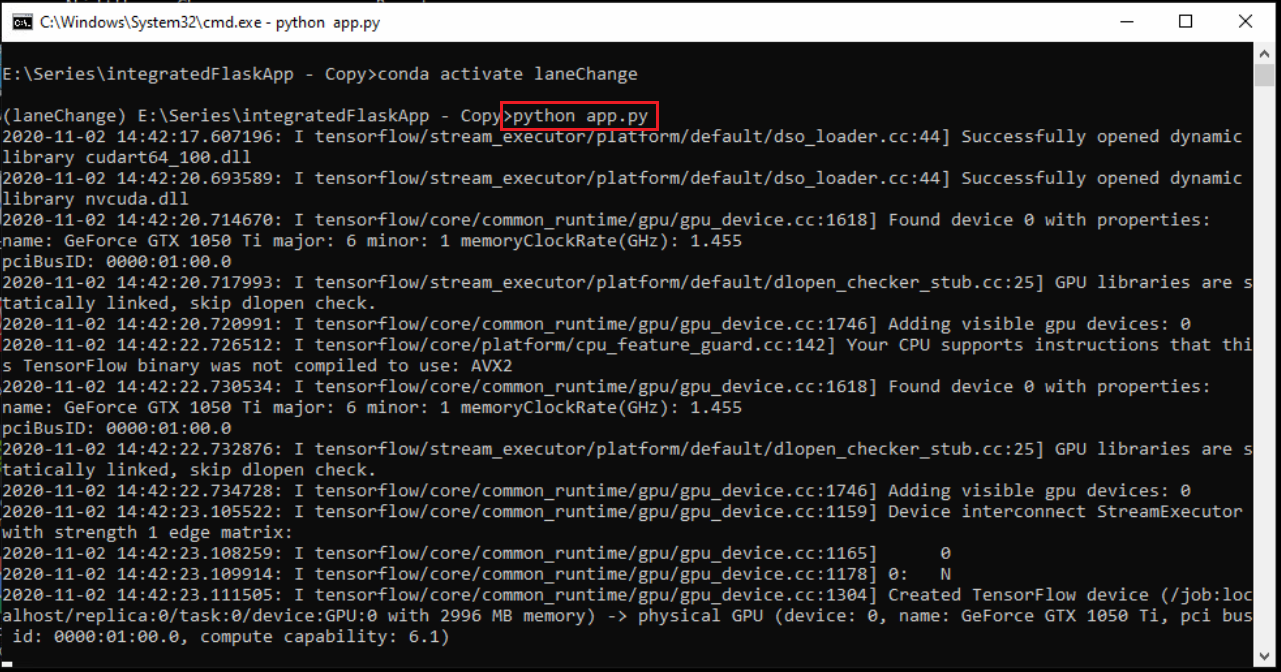 C:\Windows\System32\cmd.exe - python  app.py
E:\Series\integratedFlaskApp - Copy>conda activate laneChange
(laneChange) E:\Series\integratedFlaskApp - Copy>python app.py
2020-11-02 14:42:17.607196: I tensorflow/stream_executor/platform/default/dso_loader.cc:44] Successfully opened dynamic
library cudart64_100.dll
2020-11-02 14:42:20.693589: I tensorflow/stream_executor/platform/default/dso_loader.cc:44] Successfully opened dynamic
library nvcuda.dll
2020-11-02 14:42:20.714670: I tensorflow/core/common_runtime/gpu/gpu_device.cc:1618] Found device 0 with properties:
name: GeForce GTX 1050 Ti major: 6 minor: 1 memoryClockRate(GHz): 1.455
pciBusID: 0000:01:00.0
2020-11-02 14:42:20.717993: I tensorflow/stream_executor/platform/default/dlopen_checker_stub.cc:25] GPU libraries are s
tatically linked, skip dlopen check.
2020-11-02 14:42:20.720991: I tensorflow/core/common_runtime/gpu/gpu_device.cc:1746] Adding visible gpu devices: 0
2020-11-02 14:42:22.726512: I tensorflow/core/platform/cpu_feature_guard.cc:142] Your CPU supports instructions that thi
s TensorFlow binary was not compiled to use: AVX2
2020-11-02 14:42:22.730534: I tensorflow/core/common_runtime/gpu/gpu_device.cc:1618] Found device 0 with properties:
name: GeForce GTX 1050 Ti major: 6 minor: 1 memoryClockRate(GHz): 1.455
pciBusID: 0000:01:00.0
2020-11-02 14:42:22.732876: I tensorflow/stream_executor/platform/default/dlopen_checker_stub.cc:25] GPU libraries are s
tatically linked, skip dlopen check.
2020-11-02 14:42:22.734728: I tensorflow/core/common_runtime/gpu/gpu_device.cc:1746] Adding visible gpu devices: 0
2020-11-02 14:42:23.105522: I tensorflow/core/common_runtime/gpu/gpu_device.cc:1159] Device interconnect StreamExecutor
with strength 1 edge matrix:
2020-11-02 14:42:23.108259: I tensorflow/core/common_runtime/gpu/gpu_device.cc:1165]      0
2020-11-02 14:42:23.109914: I tensorflow/core/common_runtime/gpu/gpu_device.cc:1178] 0:   N
2020-11-02 14:42:23.111505: I tensorflow/core/common_runtime/gpu/gpu_device.cc:1304] Created TensorFlow device (/job:loc
alhost/replica:0/task:0/device:GPU:0 with 2996 MB memory) -> physical GPU (device: 0, name: GeForce GTX 1050 Ti, pci bus
id: 0000:01:00.0, compute capability: 6.1)